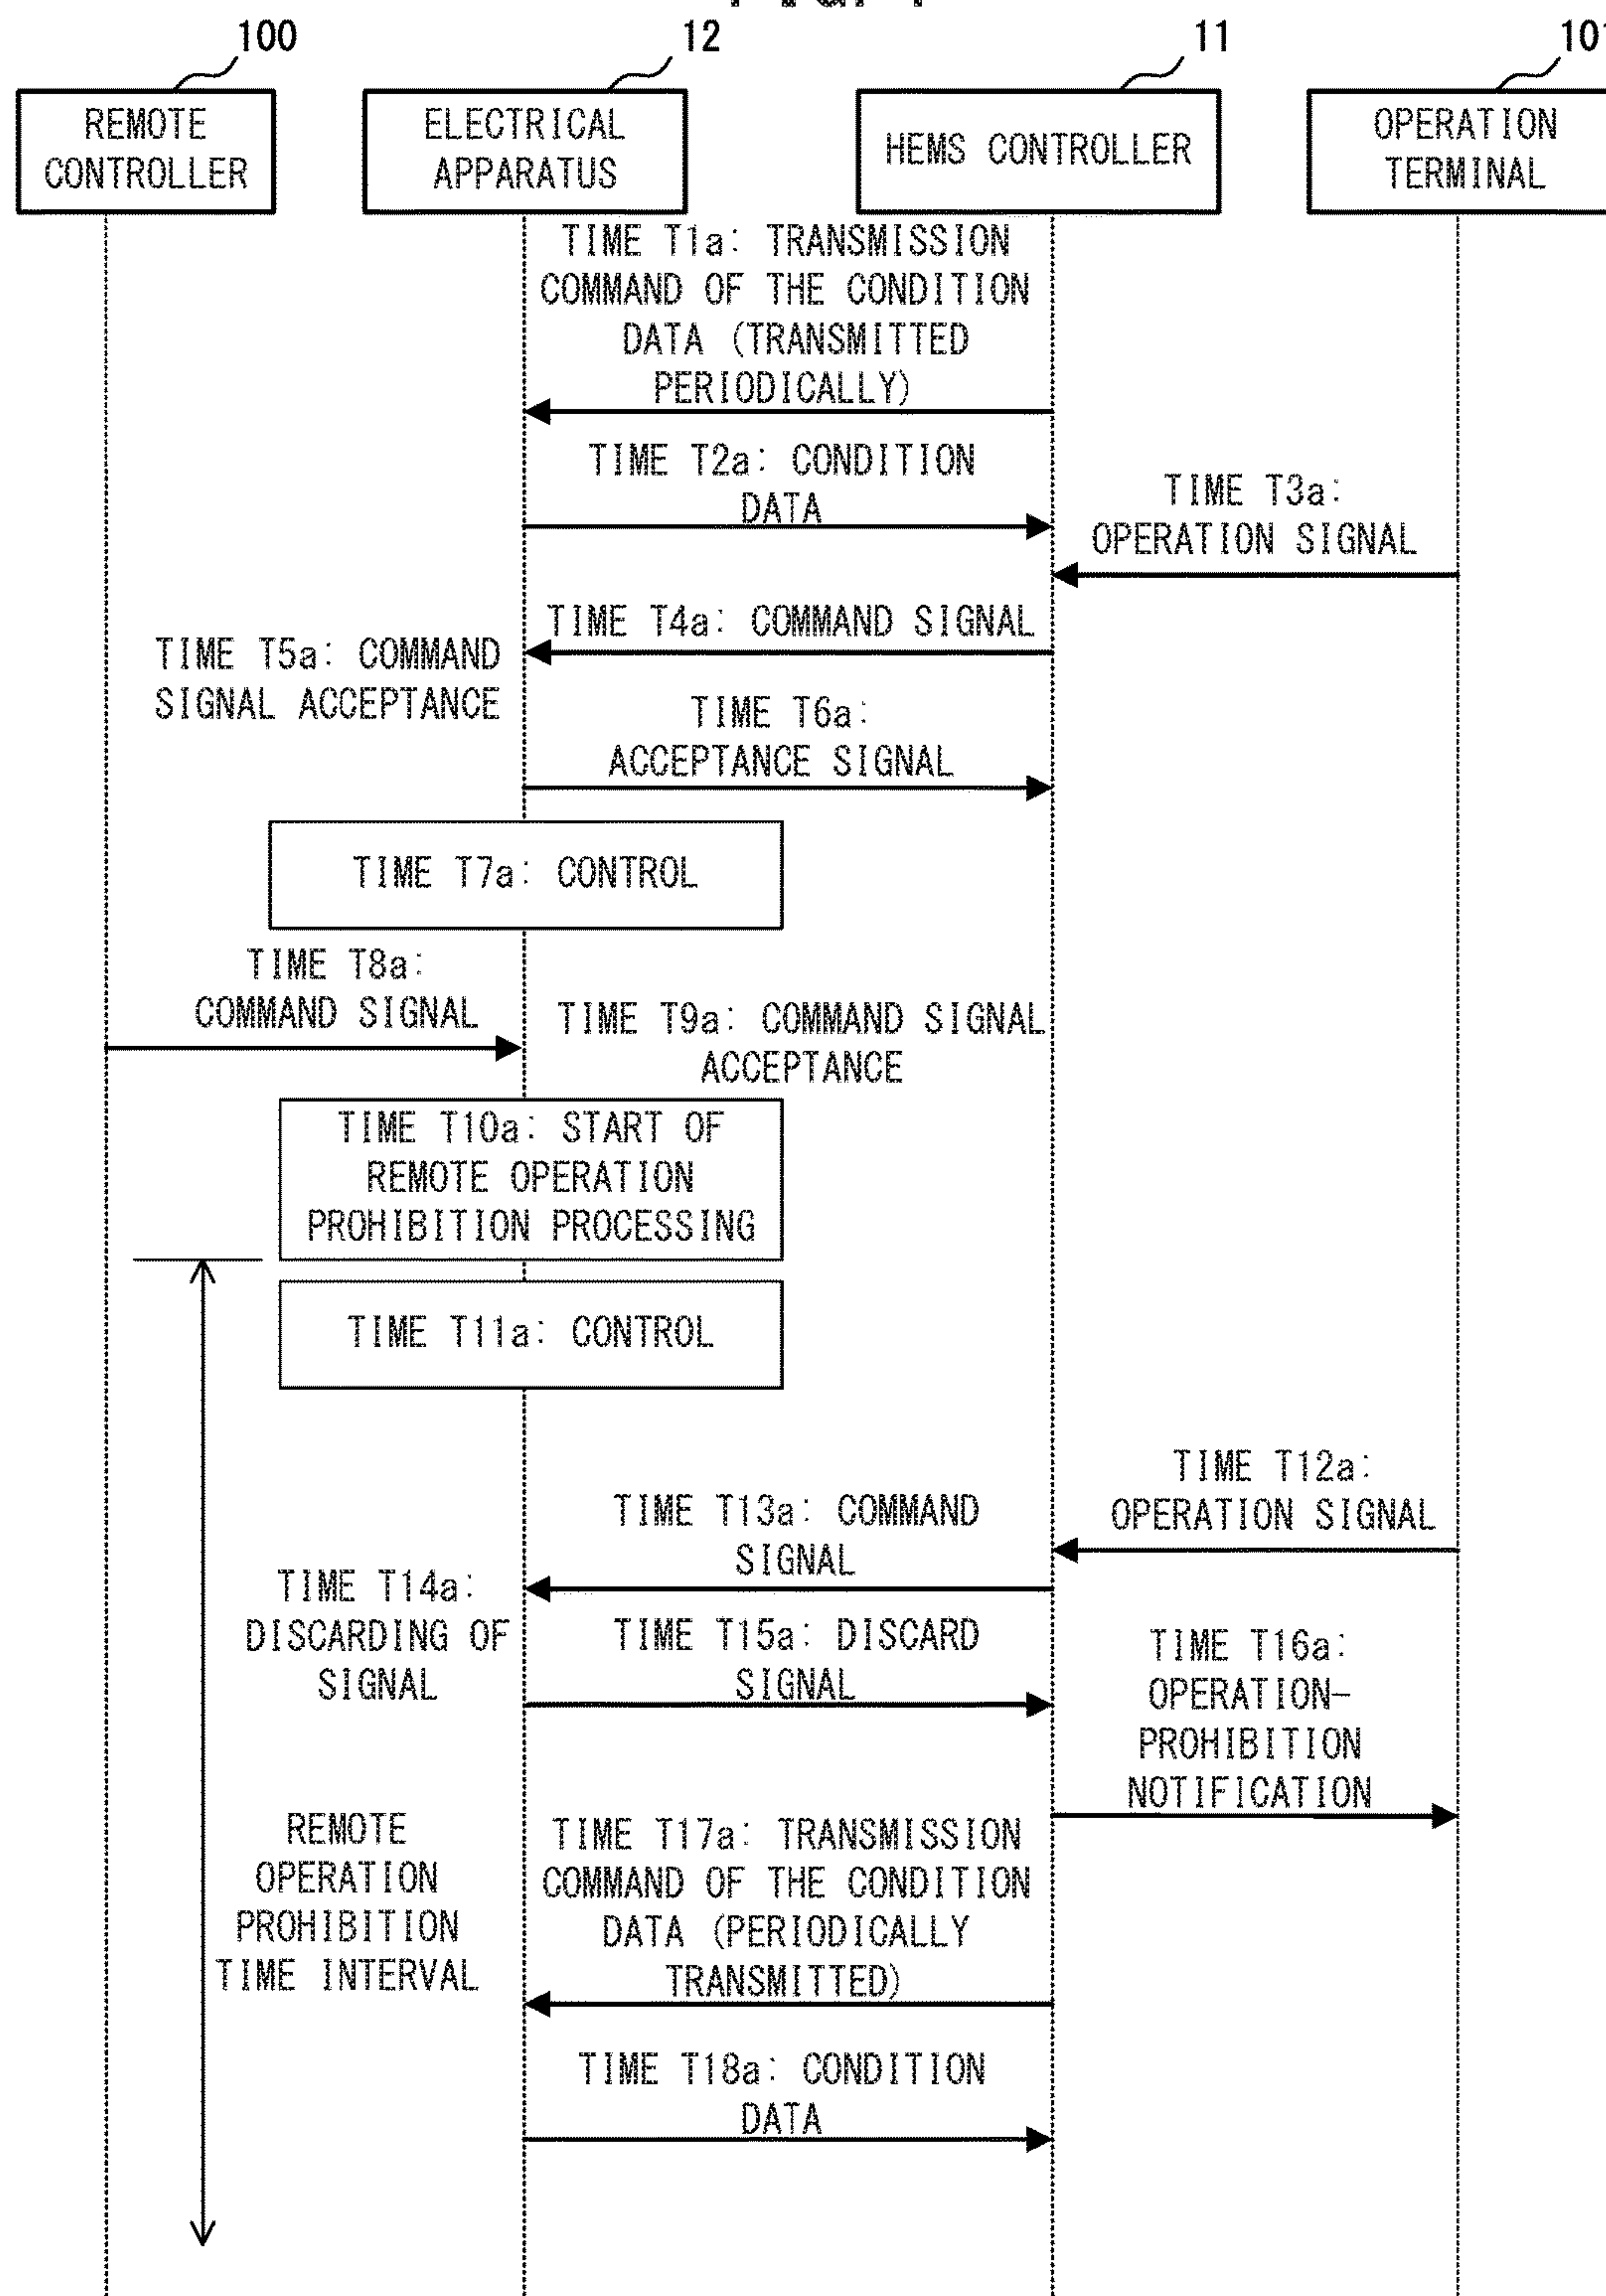 100
12
11
101
REMOTE
CONTROLLER
ELECTRICAL
APPARATUS
HEMS CONTROLLER
OPERATION
TERMINAL
TIME T1a: TRANSMISSION
COMMAND OF THE CONDITION
DATA (TRANSMITTED
PERIODICALLY)
TIME T2a: CONDITION
DATA
TIME T3a:
OPERATION SIGNAL
TIME T4a: COMMAND SIGNAL
TIME T5a: COMMAND
SIGNAL ACCEPTANCE
TIME T6a:
ACCEPTANCE SIGNAL
TIME T7a: CONTROL
TIME T8a:
COMMAND SIGNAL
TIME T9a: COMMAND SIGNAL
ACCEPTANCE
TIME T10a: START OF
REMOTE OPERATION
PROHIBITION PROCESSING
TIME T11a: CONTROL
TIME T12a:
OPERATION SIGNAL
TIME T13a: COMMAND
SIGNAL
TIME T14a:
DISCARDING OF
SIGNAL
TIME T15a: DISCARD
SIGNAL
TIME T16a:
OPERATION-
PROHIBITION
NOTIFICATION
REMOTE
OPERATION
PROHIBITION
TIME INTERVAL
TIME T17a: TRANSMISSION
COMMAND OF THE CONDITION
DATA (PERIODICALLY
TRANSMITTED)
TIME T18a: CONDITION
DATA